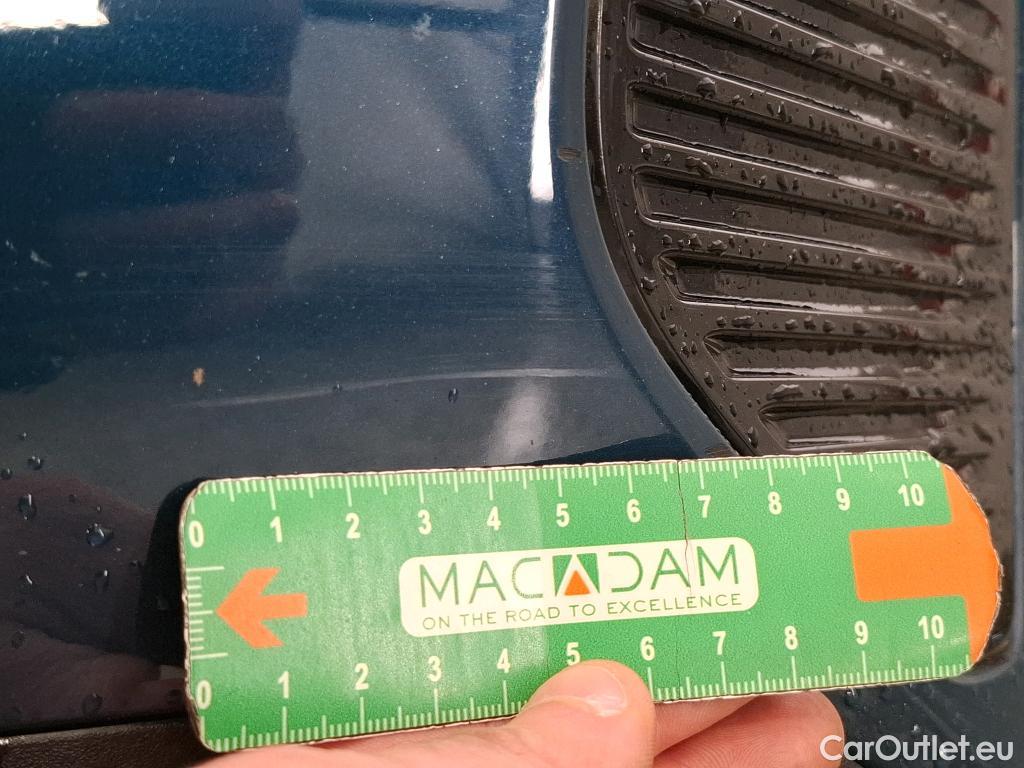 0 1 2 3 4 5 6 7 8 9 10
MACADAM
ON THE ROAD TO EXCELLENCE
0 1 2 3 4 5 6 7 8 9 10
CarOutlet.eu